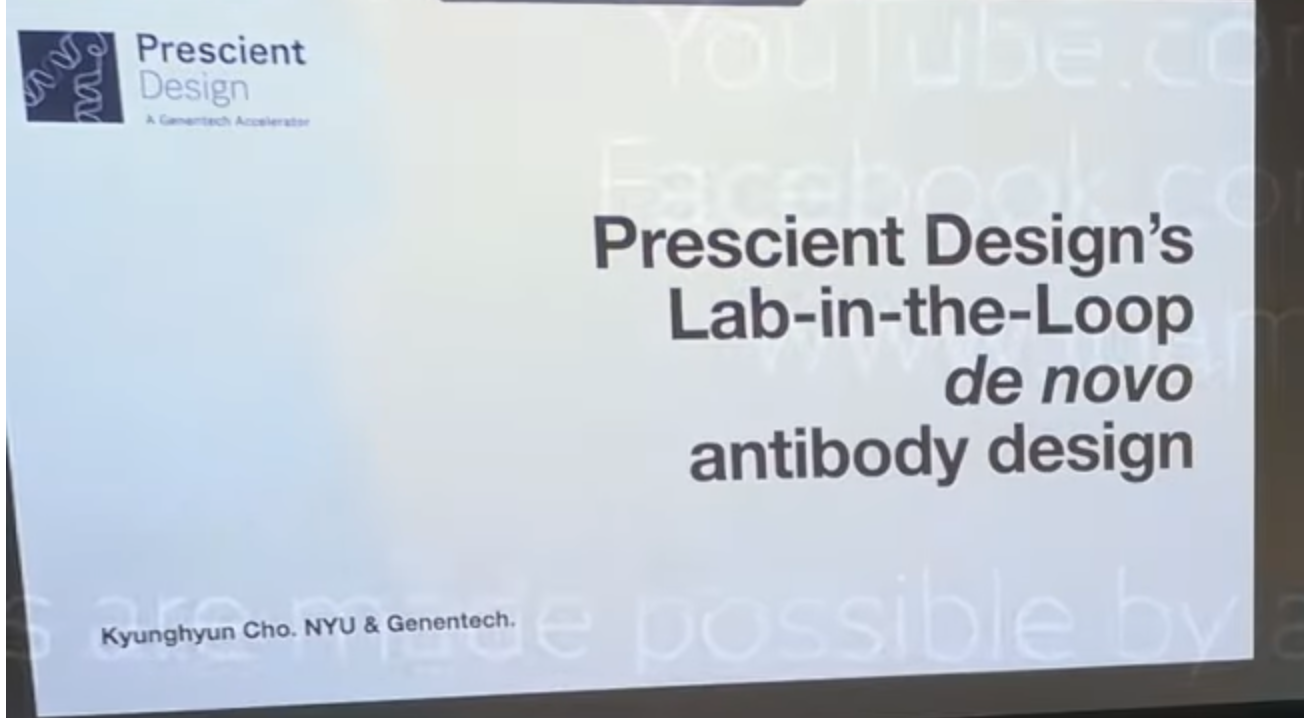 Prescient
Design
A Genentech Accelerator
YouTube.co
Facebook.co
Prescient Design's
Lab-in-the-Loop
de novo
antibody design
Kyunghyun Cho. NYU & Genentech.
s are made possible by a